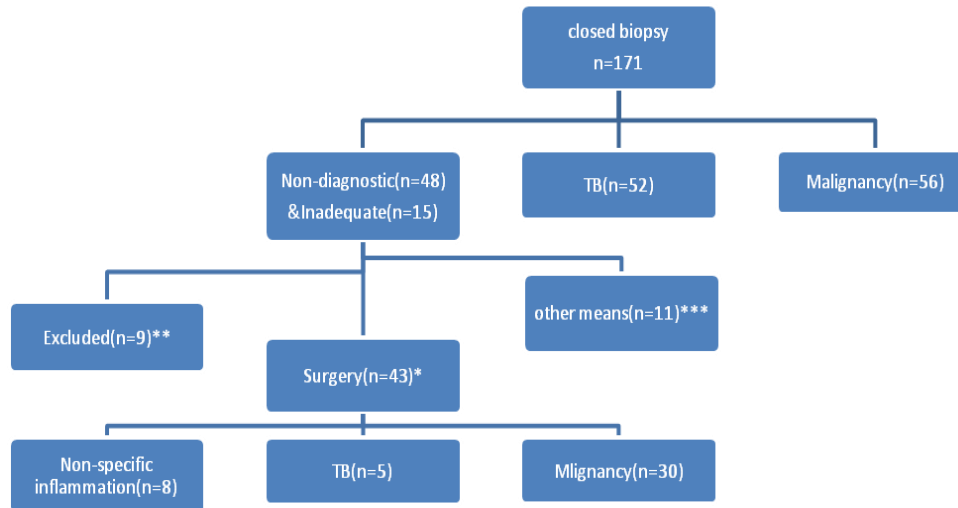 closed biopsy
n=171
Non-diagnostic(n=48)
&Inadequate(n=15)
TB(n=52)
Malignancy(n=56)
Excluded(n=9)**
other means(n=11)***
Surgery(n=43)*
Non-specific
inflammation(n=8)
TB(n=5)
Mlignancy(n=30)